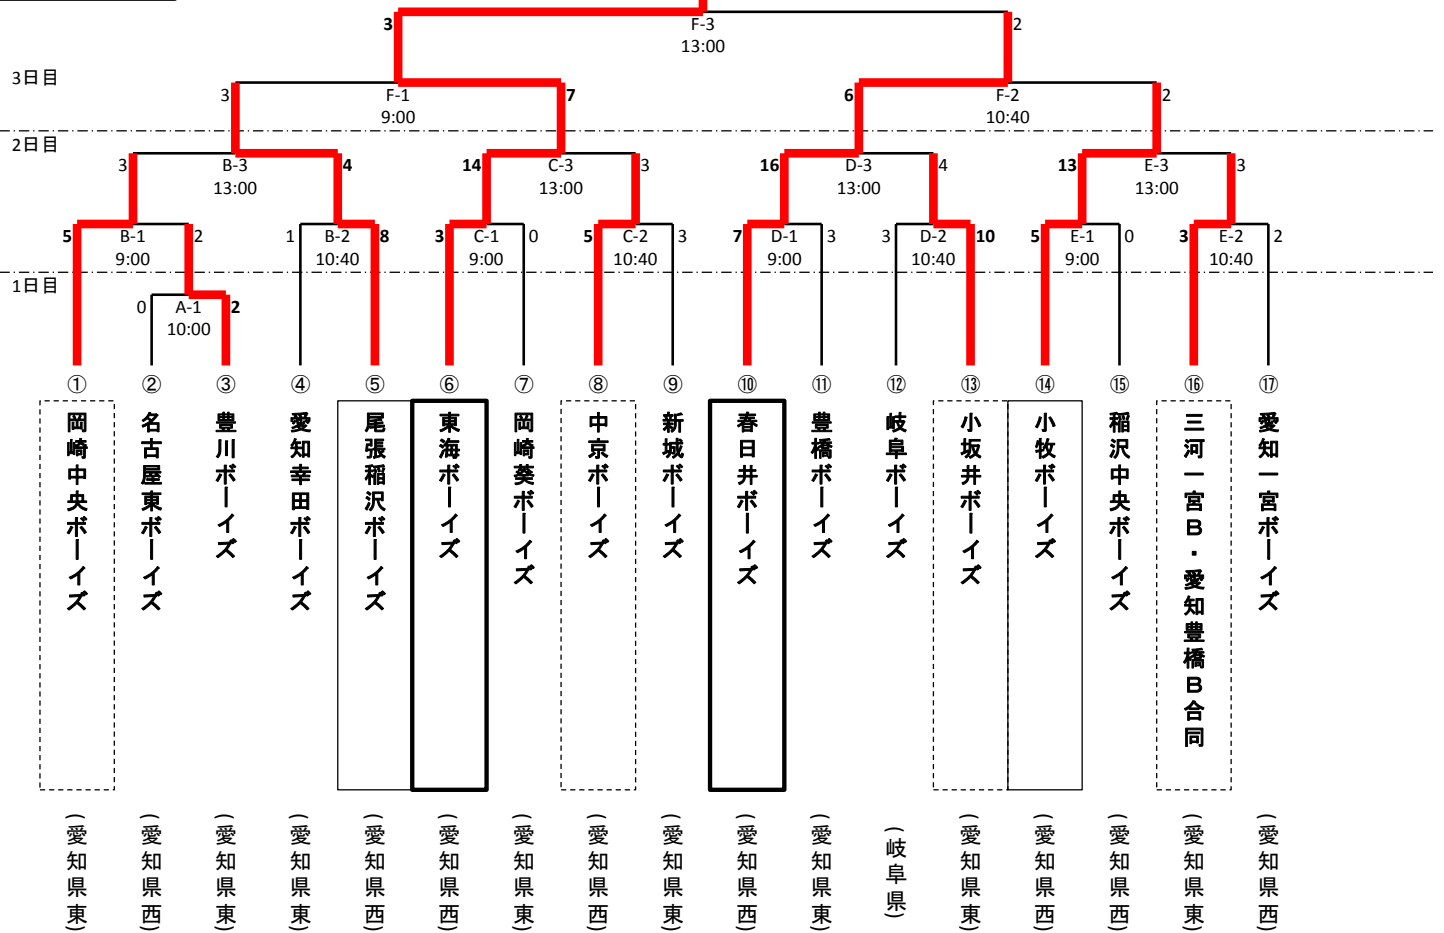 3 F-3 2
13:00
3日目
3 F-1 7 6 F-2 2
9:00 10:40
2日目
3 B-3 4 14 C-3 3 16 D-3 4 13 E-3 3
13:00 13:00 13:00 13:00
5 B-1 2 1 B-2 8 3 C-1 0 5 C-2 3 7 D-1 3 3 D-2 10 5 E-1 0 3 E-2 2
9:00 10:40 9:00 10:40 9:00 10:40 9:00 10:40
1日目
0 A-1 2
10:00
① ② ③ ④ ⑤ ⑥ ⑦ ⑧ ⑨ ⑩ ⑪ ⑫ ⑬ ⑭ ⑮ ⑯ ⑰
岡崎中央ボーイズ
名古屋東ボーイズ
豊川ボーイズ
愛知幸田ボーイズ
尾張稲沢ボーイズ
東海ボーイズ
岡崎葵ボーイズ
中京ボーイズ
新城ボーイズ
春日井ボーイズ
豊橋ボーイズ
岐阜ボーイズ
小坂井ボーイズ
小牧ボーイズ
稲沢中央ボーイズ
三河一宮B・愛知豊橋B合同
愛知一宮ボーイズ
(愛知県東)
(愛知県西)
(愛知県東)
(愛知県東)
(愛知県西)
(愛知県西)
(愛知県東)
(愛知県西)
(愛知県東)
(愛知県西)
(愛知県東)
(岐阜県)
(愛知県東)
(愛知県西)
(愛知県西)
(愛知県東)
(愛知県西)